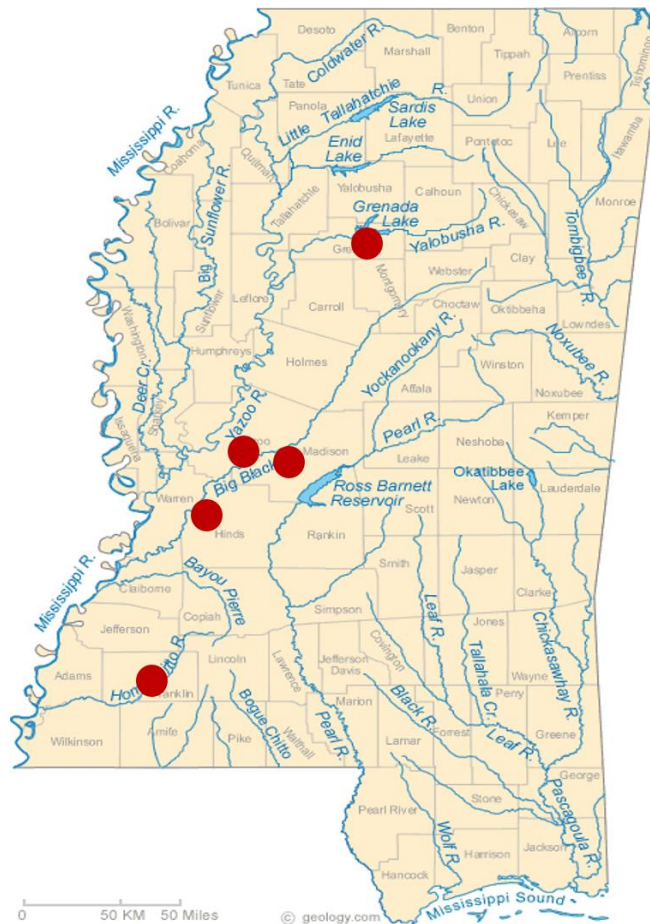 Desoto
Benton
Alcorn
Marshall
Tippah
Tishomingo
Coldwater R.
Prentiss
Tunica
Tate
Panola
Little Tallahatchie R.
Sardis
Lake
Union
Lafayette
Mississippi R.
Coahoma
Quitman
Enid
Lake
Pontotoc
Lee
Itawamba
Yalobusha
Calhoun
Chickasaw
Tallahatchie
Bolivar
Big Sunflower R.
Grenada
Lake
Monroe
Tombigbee R.
Yalobusha R.
Clay
Webster
Montgomery
Leflore
Carroll
Choctaw
Oktibbeha
Lowndes
Sunflower
Washington
Humphreys
Holmes
Yockanookany R.
Noxubee R.
Winston
Noxubee
Deer Cr.
Sharkey
Yazoo R.
Madison
Pearl R.
Kemper
Leake
Neshoba
Big Black
Ross Barnett
Reservoir
Okatibbee
Lake
Newton
Lauderdale
Warren
Hinds
Rankin
Scott
Mississippi R.
Smith
Jasper
Bayou Pierre
Claiborne
Clarke
Copiah
Simpson
Jefferson
Leaf R.
Tallahala Cr.
Jones
Chickasawhay R.
Adams
Lincoln
Lawrence
Jefferson
Davis
Covington
Wayne
Perry
Marion
Black R.
Amite
Wilkinson
Pike
Bogue Chitto
Walthall
Pearl R.
Lamar
Forrest
Leaf R.
Greene
George
Stone
Pearl River
Pascagoula R.
Wolf R.
Harrison
Jackson
Hancock
Mississippi Sound
0 50 KM 50 Miles
© geology.com